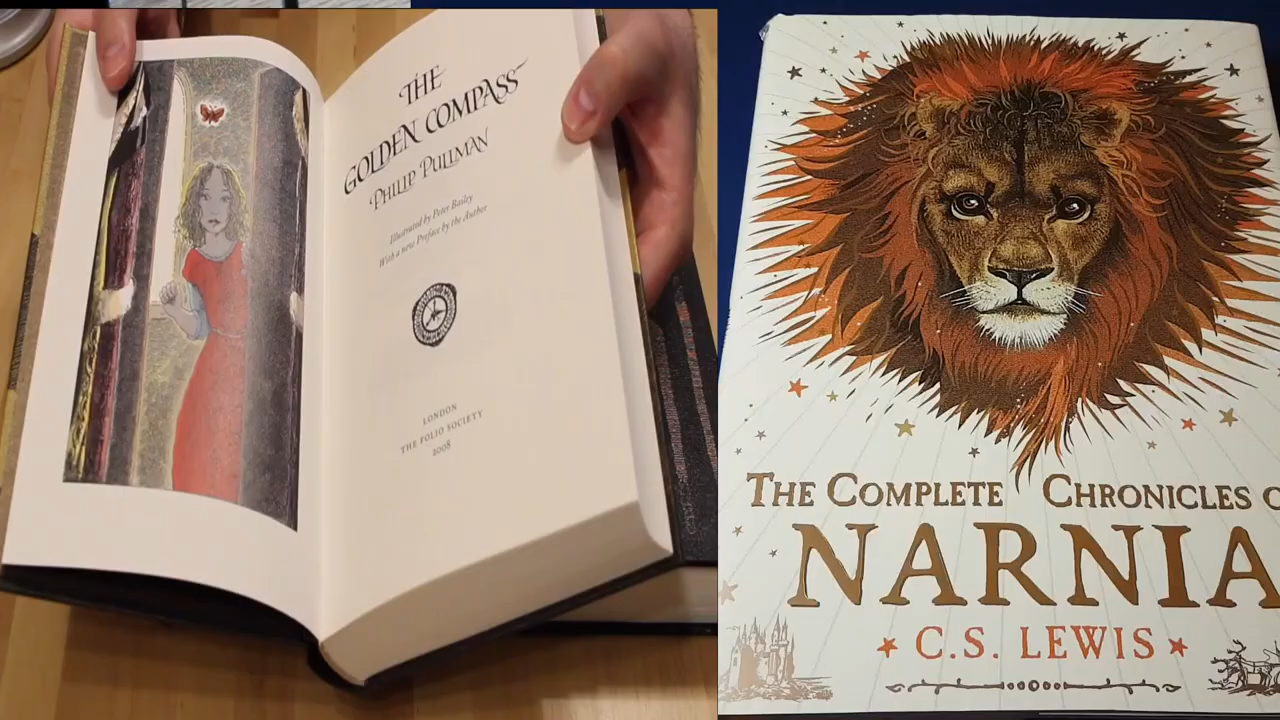 THE
GOLDEN COMPASS
PHILIP PULLMAN
Illustrated by Peter Bailey
With a new Preface by the Author
LONDON
THE FOLIO SOCIETY
2008
THE COMPLETE CHRONICLES O
NARNIA
C.S. LEWIS